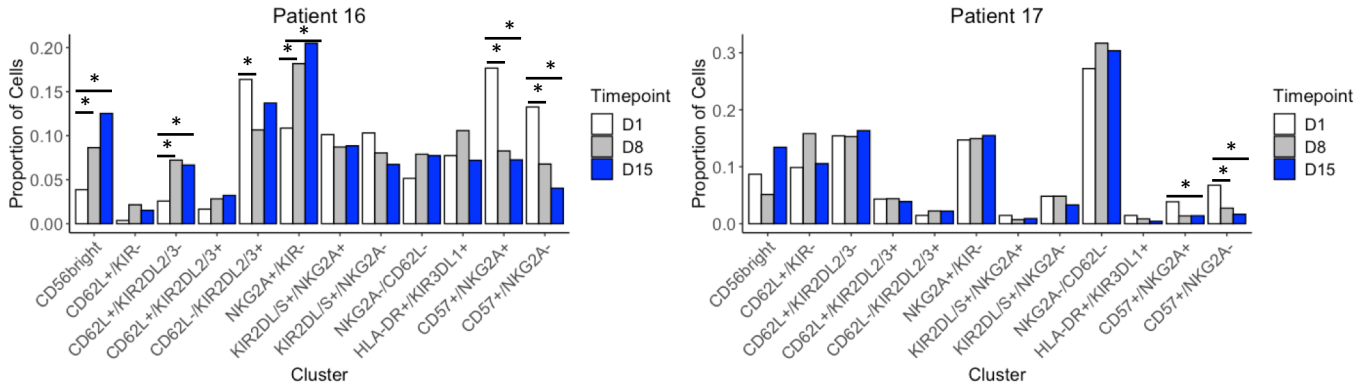 Patient 16
Proportion of Cells
0.20
0.15
0.10
0.05
0.00
* * * * * * * * * * * *
CD56bright
CD62L+/KIR-
CD62L+/KIR2DL2/3-
CD62L+/KIR2DL2/3+
CD62L-/KIR2DL2/3+
NKG2A+/KIR-
KIR2DL/S+/NKG2A+
KIR2DL/S+/NKG2A-
NKG2A-/CD62L-
HLA-DR+/KIR3DL1+
CD57+/NKG2A+
CD57+/NKG2A-
Cluster
Timepoint
D1
D8
D15
Patient 17
Proportion of Cells
0.3
0.2
0.1
0.0
* * *
CD56bright
CD62L+/KIR-
CD62L+/KIR2DL2/3-
CD62L+/KIR2DL2/3+
CD62L-/KIR2DL2/3+
NKG2A+/KIR-
KIR2DL/S+/NKG2A+
KIR2DL/S+/NKG2A-
NKG2A-/CD62L-
HLA-DR+/KIR3DL1+
CD57+/NKG2A+
CD57+/NKG2A-
Cluster
Timepoint
D1
D8
D15